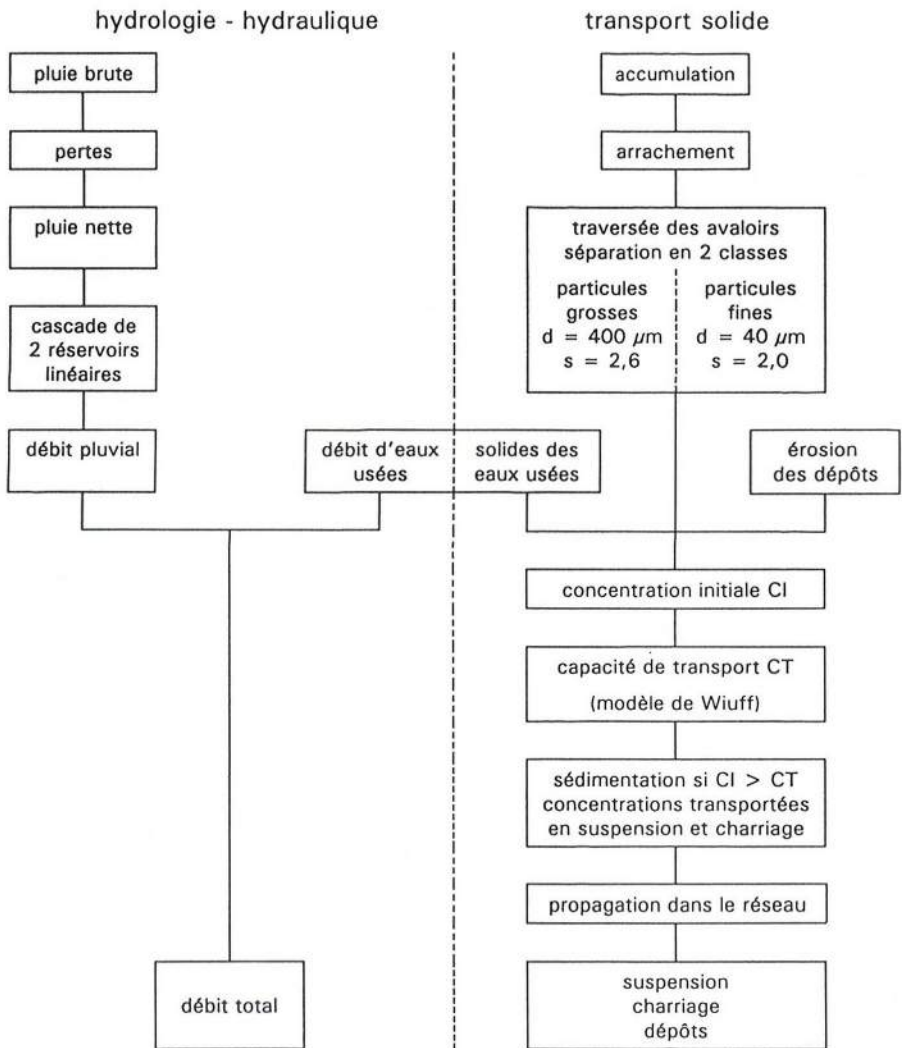 hydrologie - hydraulique
pluie brute
pertes
pluie nette
cascade de
2 réservoirs
linéaires
débit pluvial
débit d'eaux
usées
débit total
transport solide
accumulation
arrachement
traversée des avaloirs
séparation en 2 classes
particules
grosses
d = 400 µm
s = 2,6
particules
fines
d = 40 µm
s = 2,0
solides des
eaux usées
érosion
des dépôts
concentration initiale CI
capacité de transport CT
(modèle de Wiuff)
sédimentation si CI > CT
concentrations transportées
en suspension et charriage
propagation dans le réseau
suspension
charriage
dépôts